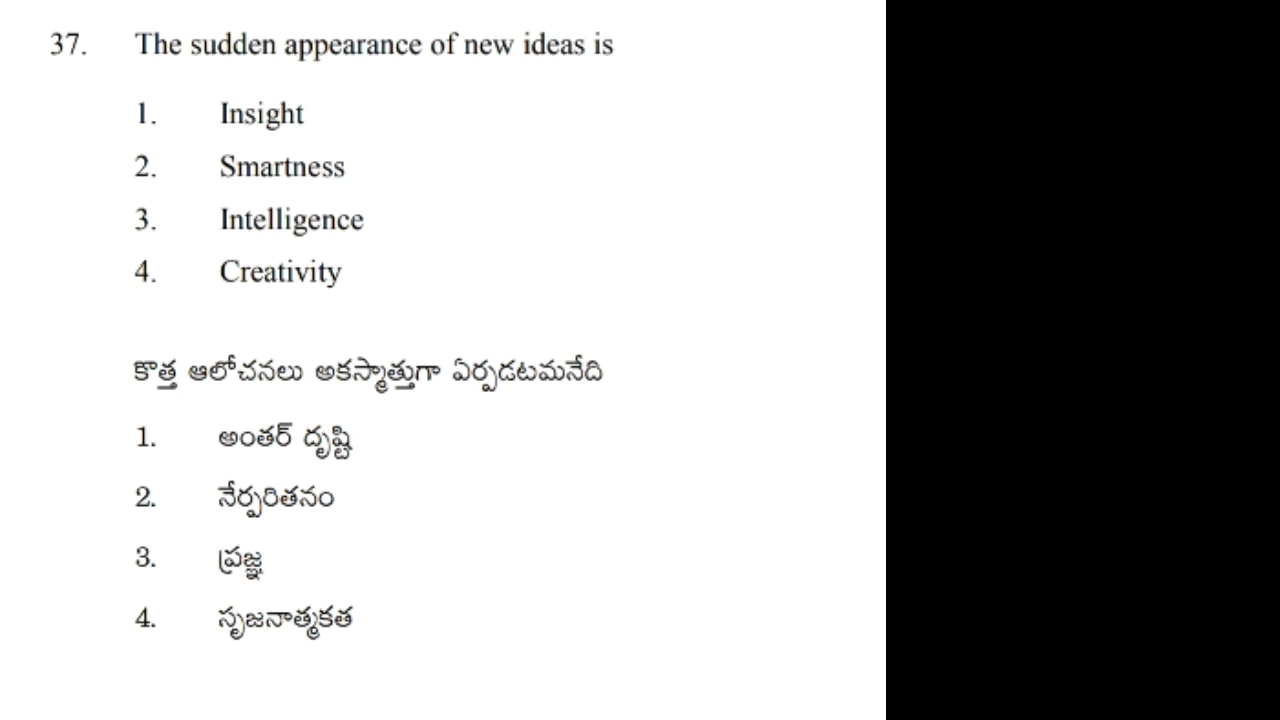 37. The sudden appearance of new ideas is
1. Insight
2. Smartness
3. Intelligence
4. Creativity
కొత్త ఆలోచనలు అకస్మాత్తుగా ఏర్పడటమనేది
1. అంతర్ దృష్టి
2. నేర్పరితనం
3. ప్రజ్ఞ
4. సృజనాత్మకత